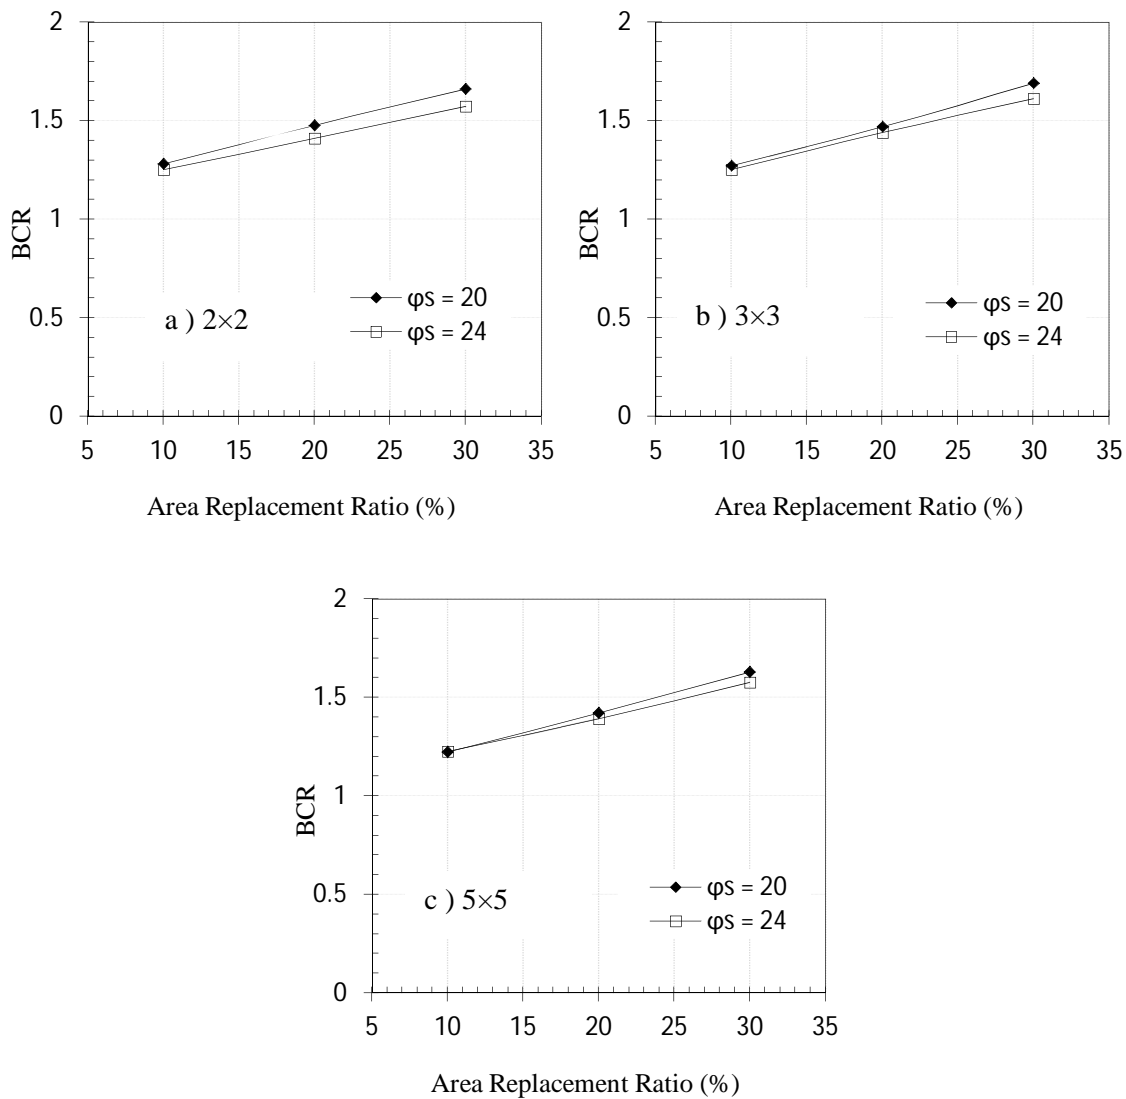 2
1.5
1
0.5
0
BCR
a ) 2×2
φs = 20
φs = 24
5 10 15 20 25 30 35
Area Replacement Ratio (%)
2
1.5
1
0.5
0
BCR
b ) 3×3
φs = 20
φs = 24
5 10 15 20 25 30 35
Area Replacement Ratio (%)
2
1.5
1
0.5
0
BCR
c ) 5×5
φs = 20
φs = 24
5 10 15 20 25 30 35
Area Replacement Ratio (%)